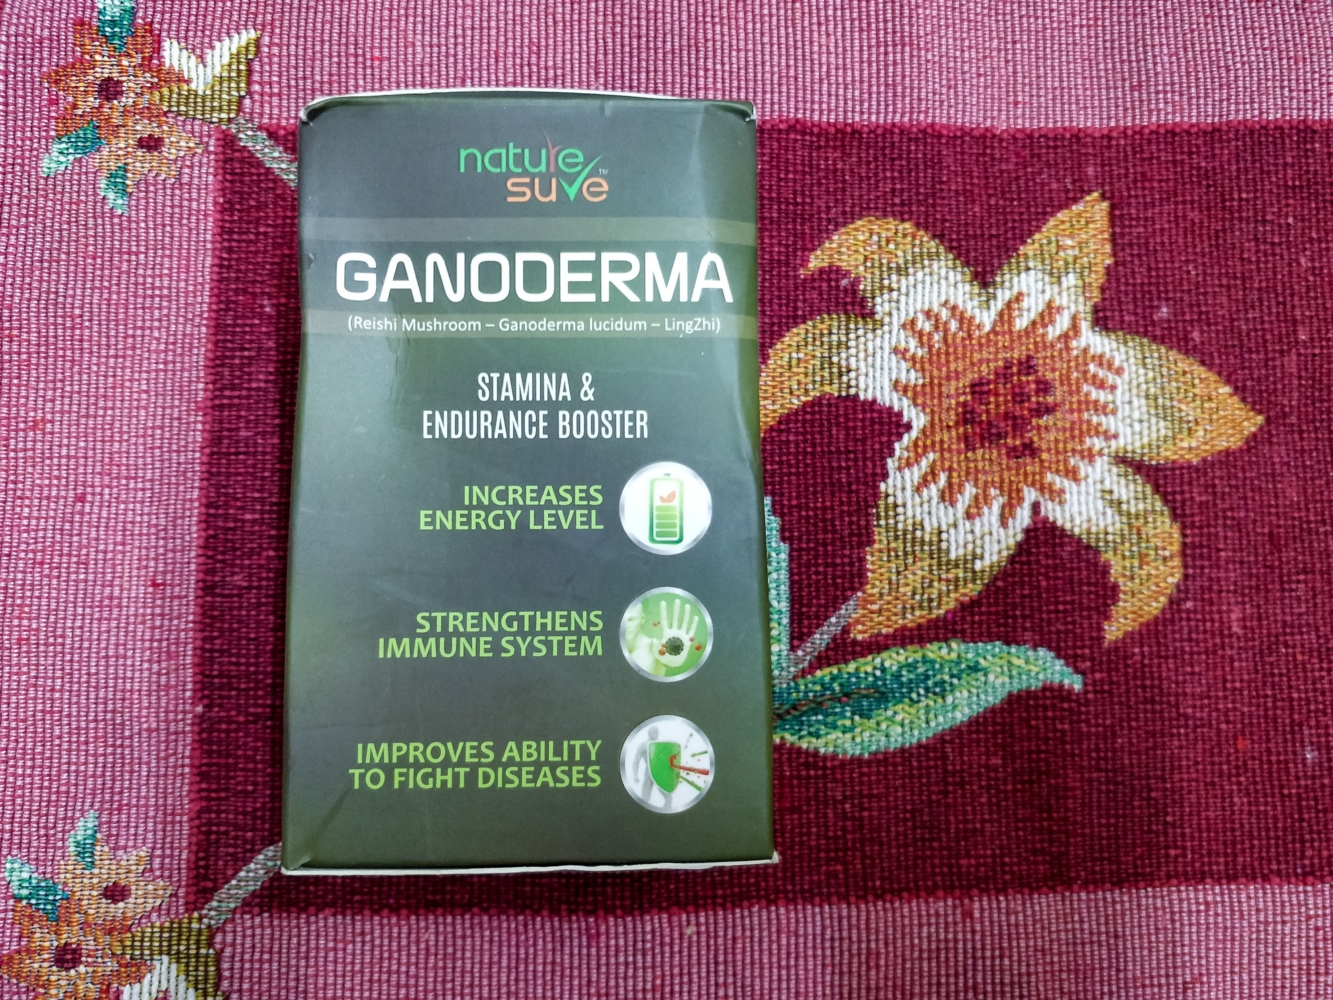 nature
suve™
GANODERMA
(Reishi Mushroom – Ganoderma lucidum – LingZhi)
STAMINA &
ENDURANCE BOOSTER
INCREASES
ENERGY LEVEL
STRENGTHENS
IMMUNE SYSTEM
IMPROVES ABILITY
TO FIGHT DISEASES